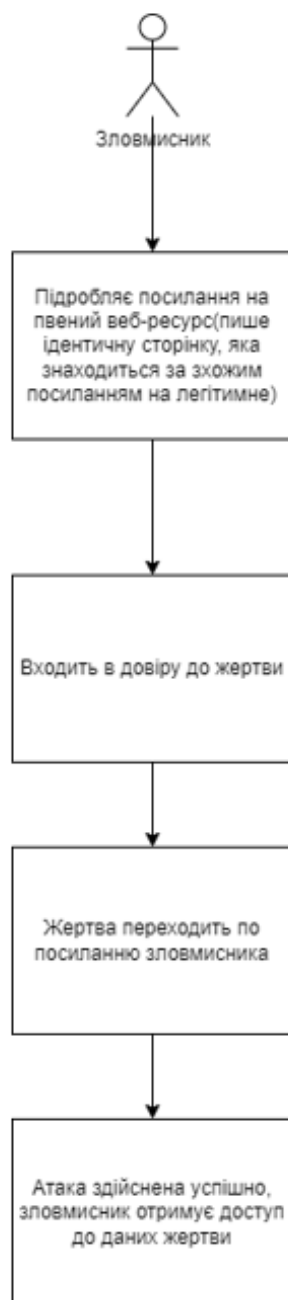 Зловмисник
Підробляє посилання на
пвений веб-ресурс(пише
ідентичну сторінку, яка
знаходиться за зхожим
посиланням на легітимне)
Входить в довіру до жертви
Жертва переходить по
посиланню зловмисника
Атака здійснена успішно,
зловмисник отримує доступ
до даних жертви